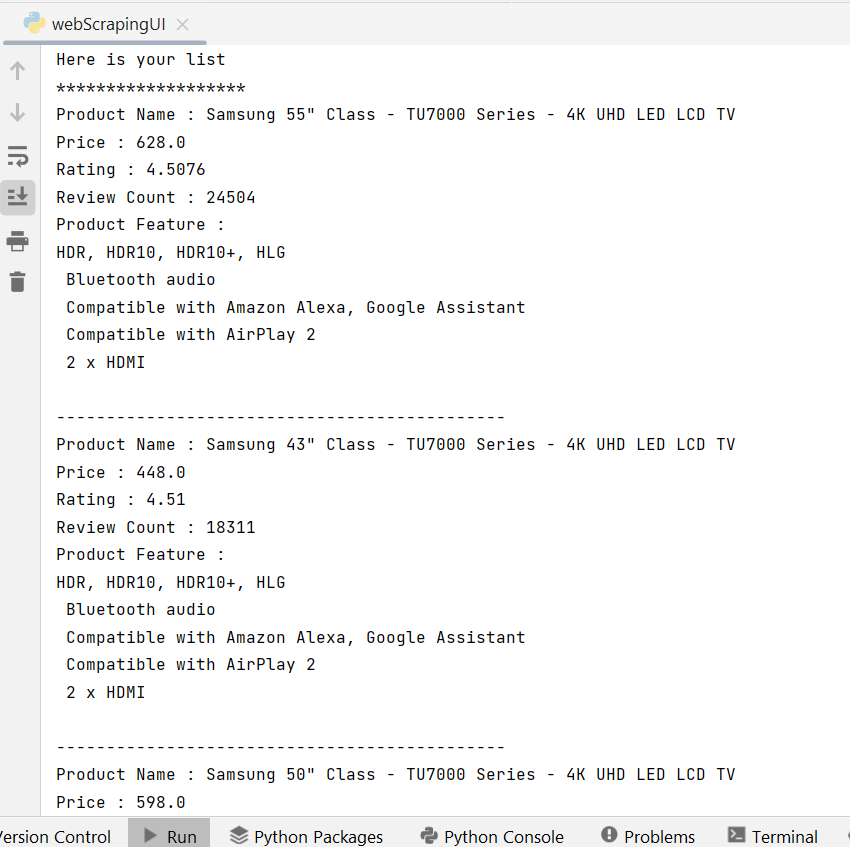 webScrapingUI
Here is your list
*******************
Product Name : Samsung 55" Class - TU7000 Series - 4K UHD LED LCD TV
Price : 628.0
Rating : 4.5076
Review Count : 24504
Product Feature :
HDR, HDR10, HDR10+, HLG
Bluetooth audio
Compatible with Amazon Alexa, Google Assistant
Compatible with AirPlay 2
2 x HDMI
---------------------------------------------
Product Name : Samsung 43" Class - TU7000 Series - 4K UHD LED LCD TV
Price : 448.0
Rating : 4.51
Review Count : 18311
Product Feature :
HDR, HDR10, HDR10+, HLG
Bluetooth audio
Compatible with Amazon Alexa, Google Assistant
Compatible with AirPlay 2
2 x HDMI
---------------------------------------------
Product Name : Samsung 50" Class - TU7000 Series - 4K UHD LED LCD TV
Price : 598.0
ersion Control Run Python Packages Python Console Problems Terminal